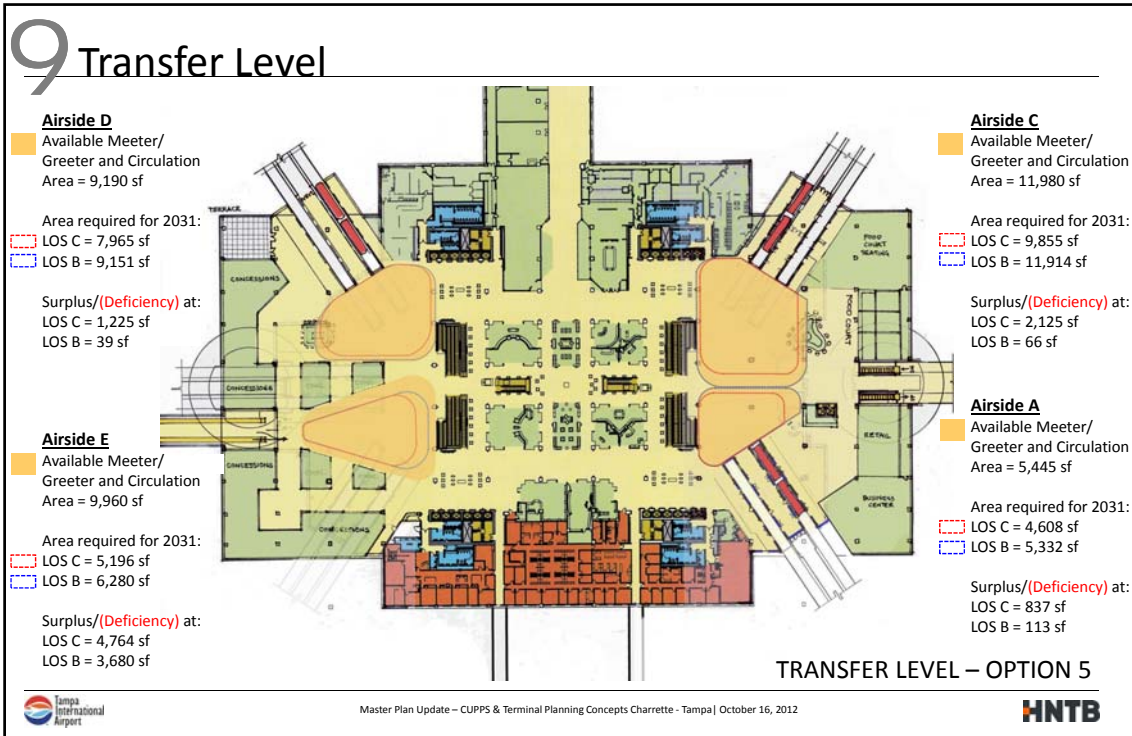 9 Transfer Level
Airside D
Available Meeter/
Greeter and Circulation
Area = 9,190 sf
Area required for 2031:
LOS C = 7,965 sf
LOS B = 9,151 sf
Surplus/(Deficiency) at:
LOS C = 1,225 sf
LOS B = 39 sf
Airside E
Available Meeter/
Greeter and Circulation
Area = 9,960 sf
Area required for 2031:
LOS C = 5,196 sf
LOS B = 6,280 sf
Surplus/(Deficiency) at:
LOS C = 4,764 sf
LOS B = 3,680 sf
TERRACE
CONCESSIONS
CONCESSIONS
CONCESSIONS
CONCESSIONS
FOOD
COURT
SEATING
FOOD COURT
RETAIL
BUSINESS
CENTER
Airside C
Available Meeter/
Greeter and Circulation
Area = 11,980 sf
Area required for 2031:
LOS C = 9,855 sf
LOS B = 11,914 sf
Surplus/(Deficiency) at:
LOS C = 2,125 sf
LOS B = 66 sf
Airside A
Available Meeter/
Greeter and Circulation
Area = 5,445 sf
Area required for 2031:
LOS C = 4,608 sf
LOS B = 5,332 sf
Surplus/(Deficiency) at:
LOS C = 837 sf
LOS B = 113 sf
TRANSFER LEVEL – OPTION 5
Tampa
International
Airport
Master Plan Update – CUPPS & Terminal Planning Concepts Charrette - Tampa| October 16, 2012
HNTB